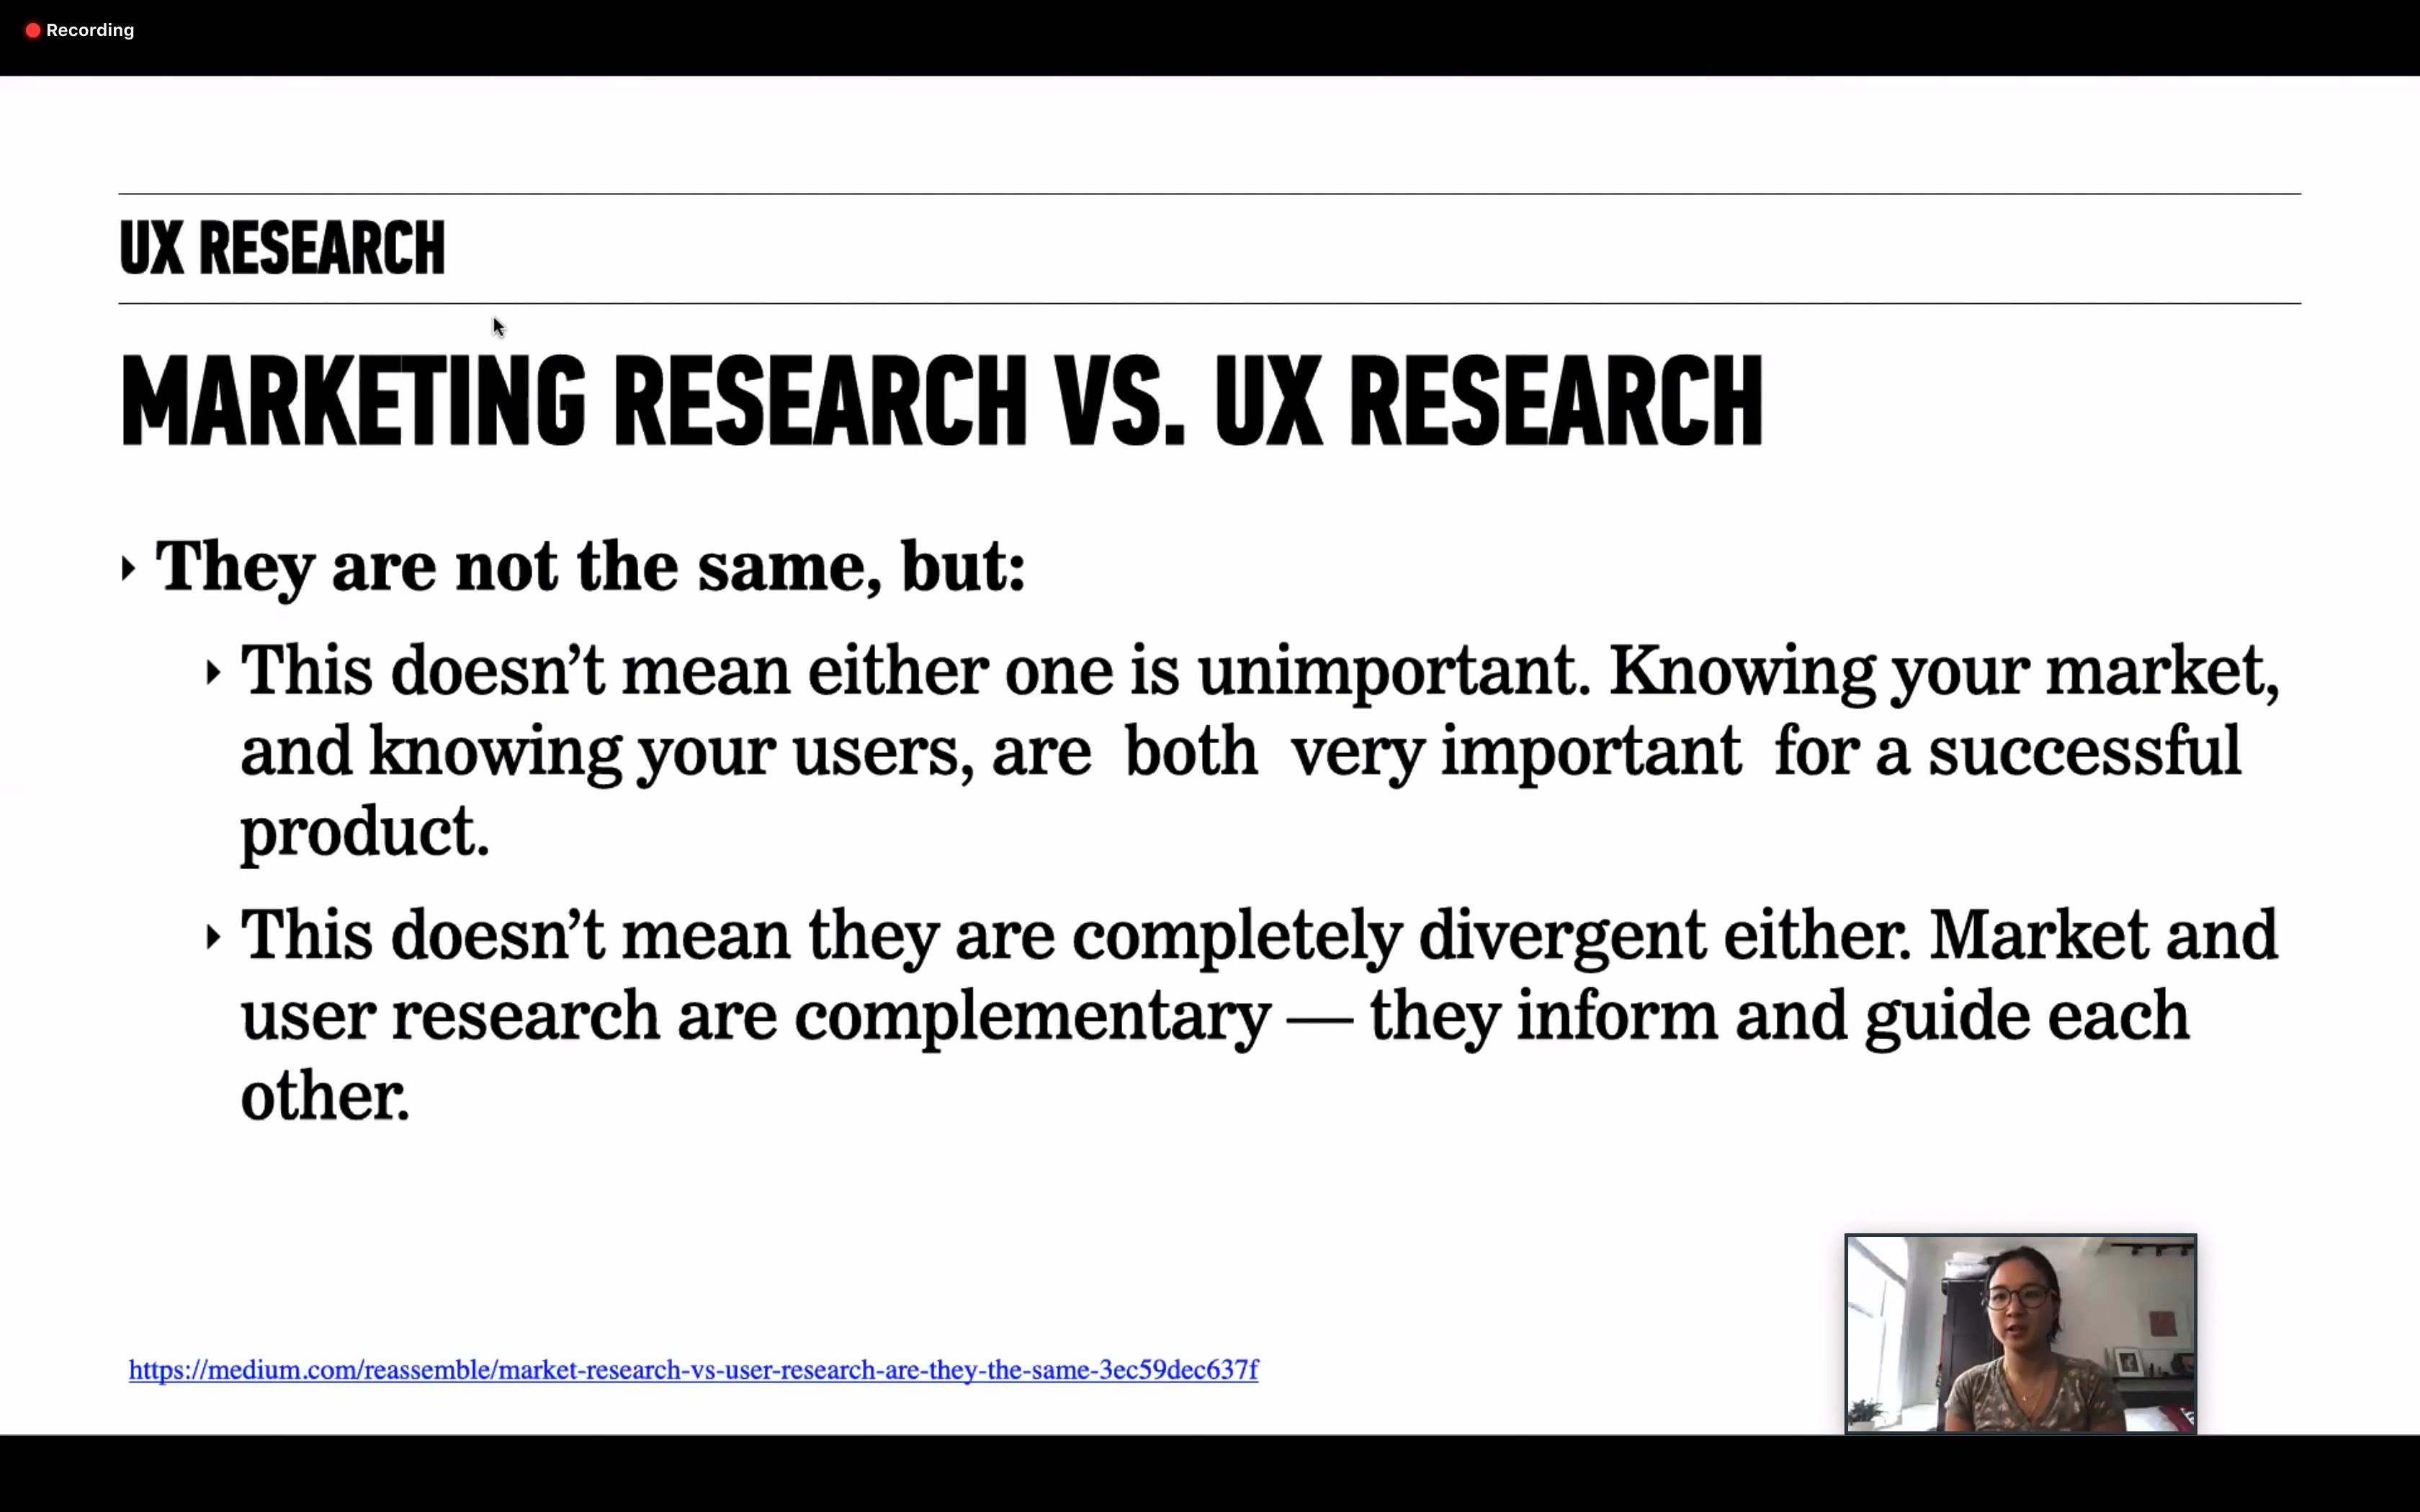 Recording
UX RESEARCH
MARKETING RESEARCH VS. UX RESEARCH
They are not the same, but:
This doesn’t mean either one is unimportant. Knowing your market,
and knowing your users, are both very important for a successful
product.
This doesn’t mean they are completely divergent either. Market and
user research are complementary — they inform and guide each
other.
https://medium.com/reassemble/market-research-vs-user-research-are-they-the-same-3ec59dec637f